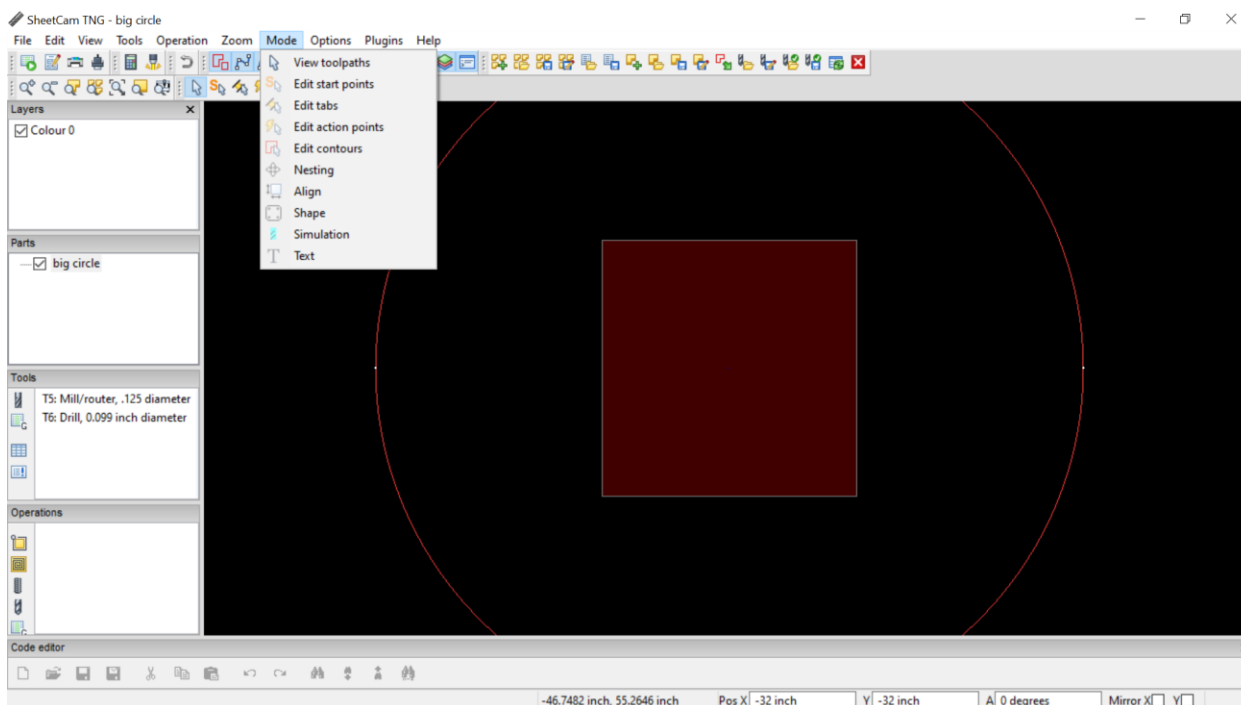 SheetCam TNG - big circle
File Edit View Tools Operation Zoom Mode Options Plugins Help
View toolpaths
Edit start points
Edit tabs
Edit action points
Edit contours
Nesting
Align
Shape
Simulation
Text
Layers
Colour 0
Parts
big circle
Tools
T5: Mill/router, .125 diameter
T6: Drill, 0.099 inch diameter
Operations
Code editor
-46.7482 inch, 55.2646 inch Pos X -32 inch Y -32 inch A 0 degrees Mirror X Y